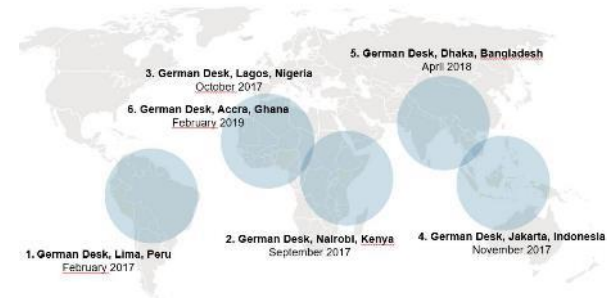 5. German Desk, Dhaka, Bangladesh
April 2018
3. German Desk, Lagos, Nigeria
October 2017
6. German Desk, Accra, Ghana
February 2019
2. German Desk, Nairobi, Kenya
September 2017
4. German Desk, Jakarta, Indonesia
November 2017
1. German Desk, Lima, Peru
February 2017